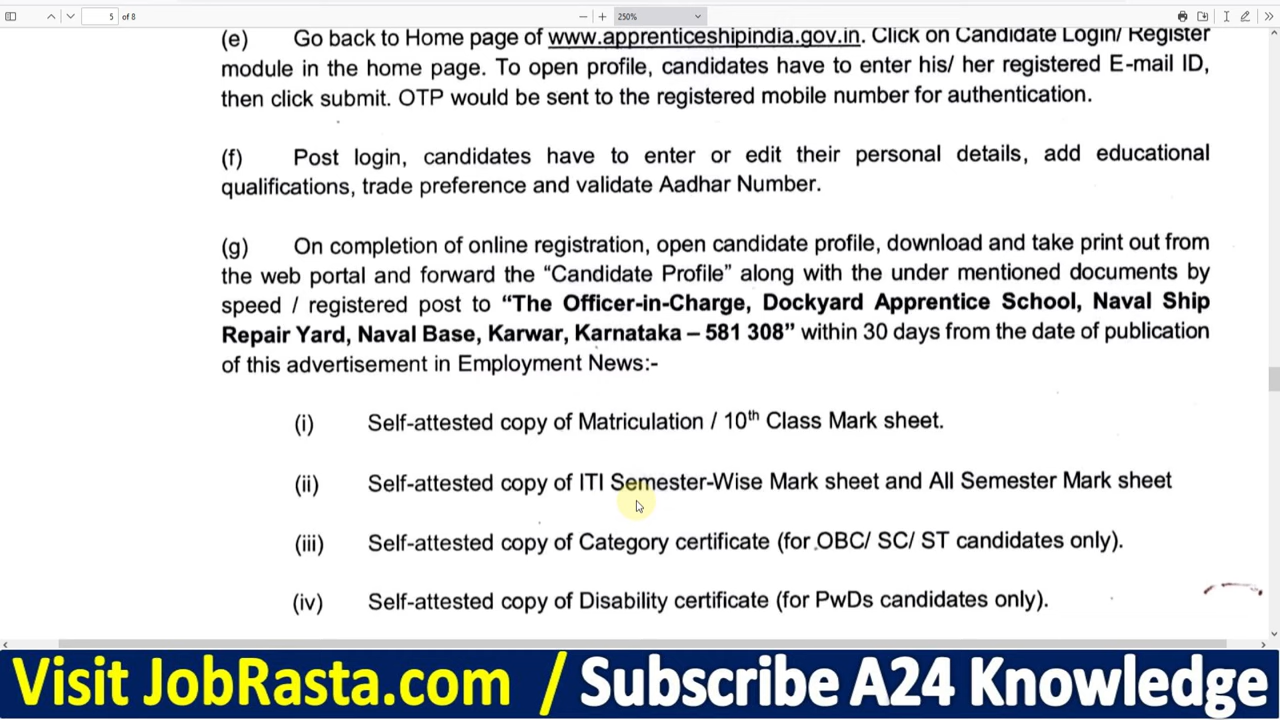 5 of 8 250%
(e) Go back to Home page of www.apprenticeshipindia.gov.in. Click on Candidate Login/ Register
module in the home page. To open profile, candidates have to enter his/ her registered E-mail ID,
then click submit. OTP would be sent to the registered mobile number for authentication.
(f) Post login, candidates have to enter or edit their personal details, add educational
qualifications, trade preference and validate Aadhar Number.
(g) On completion of online registration, open candidate profile, download and take print out from
the web portal and forward the “Candidate Profile” along with the under mentioned documents by
speed / registered post to “The Officer-in-Charge, Dockyard Apprentice School, Naval Ship
Repair Yard, Naval Base, Karwar, Karnataka – 581 308” within 30 days from the date of publication
of this advertisement in Employment News:-
(i) Self-attested copy of Matriculation / 10th Class Mark sheet.
(ii) Self-attested copy of ITI Semester-Wise Mark sheet and All Semester Mark sheet
(iii) Self-attested copy of Category certificate (for OBC/ SC/ ST candidates only).
(iv) Self-attested copy of Disability certificate (for PwDs candidates only).
Visit JobRasta.com / Subscribe A24 Knowledge